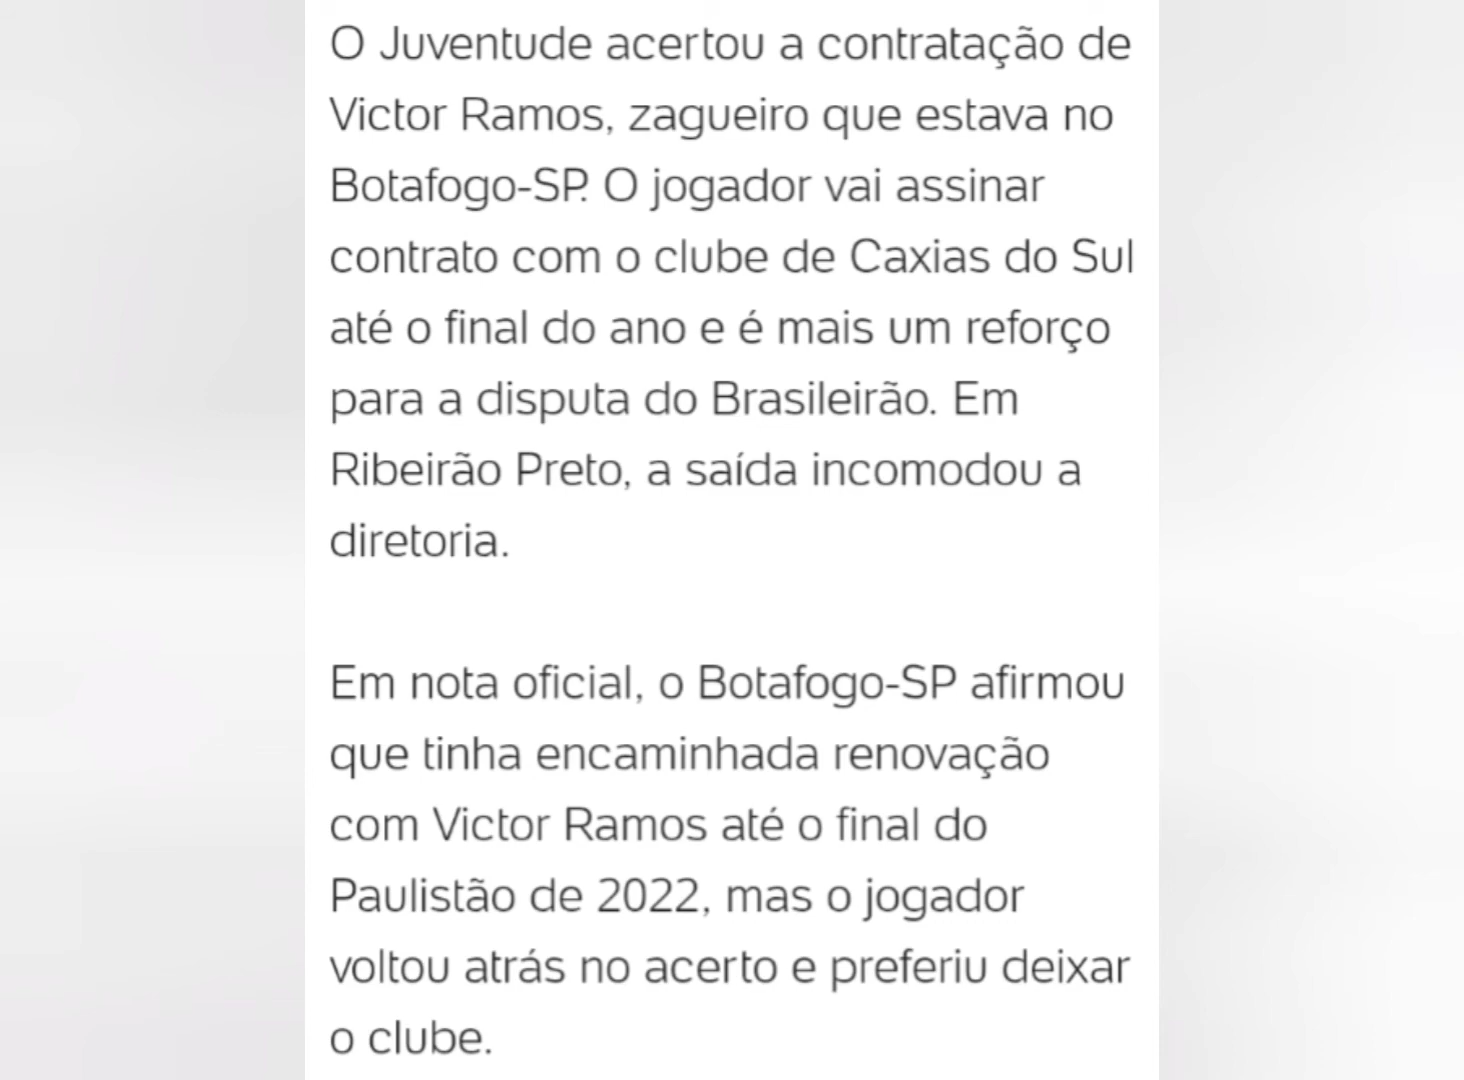 O Juventude acertou a contratação de
Victor Ramos, zagueiro que estava no
Botafogo-SP. O jogador vai assinar
contrato com o clube de Caxias do Sul
até o final do ano e é mais um reforço
para a disputa do Brasileirão. Em
Ribeirão Preto, a saída incomodou a
diretoria.
Em nota oficial, o Botafogo-SP afirmou
que tinha encaminhada renovação
com Victor Ramos até o final do
Paulistão de 2022, mas o jogador
voltou atrás no acerto e preferiu deixar
o clube.